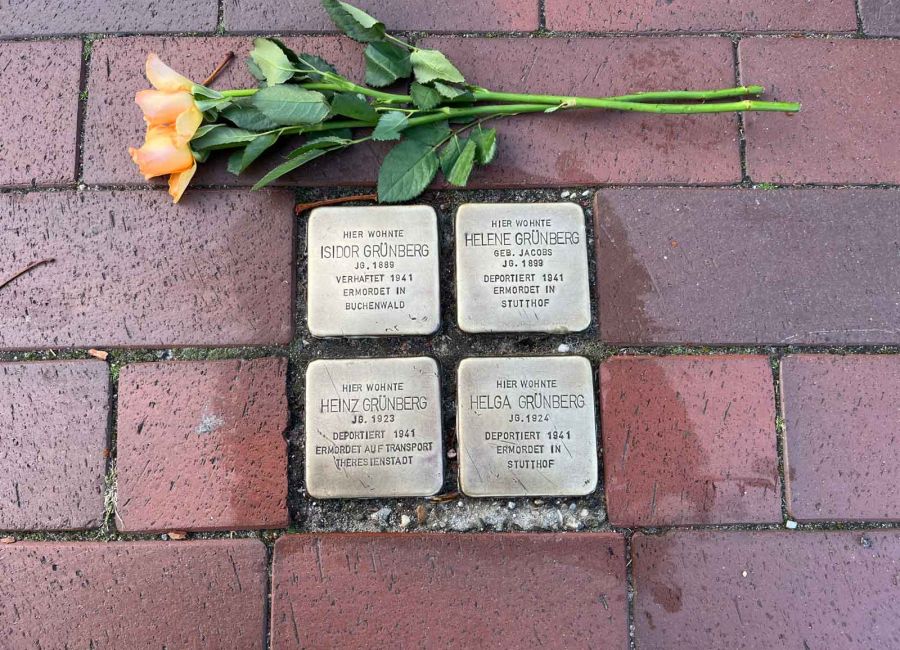 HIER WOHNTE
ISIDOR GRÜNBERG
JG. 1889
VERHAFTET 1941
ERMORDET IN
BUCHENWALD
HIER WOHNTE
HELENE GRÜNBERG
GEB. JACOBS
JG. 1899
DEPORTIERT 1941
ERMORDET IN
STUTTHOF
HIER WOHNTE
HEINZ GRÜNBERG
JG. 1923
DEPORTIERT 1941
ERMORDET AUF TRANSPORT
THERESIENSTADT
HIER WOHNTE
HELGA GRÜNBERG
JG. 1924
DEPORTIERT 1941
ERMORDET IN
STUTTHOF